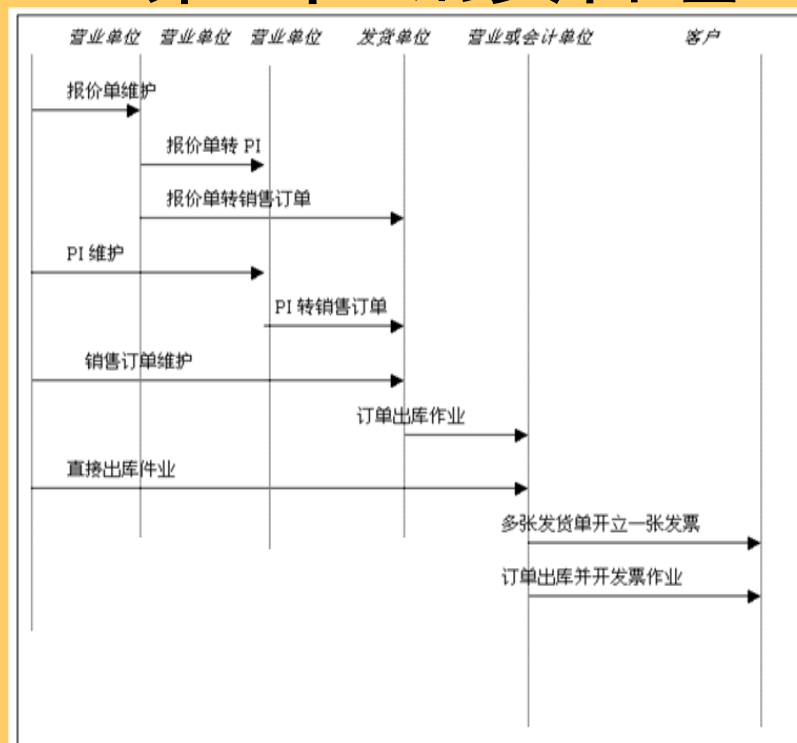 营业单位 营业单位 营业单位 发货单位 营业或会计单位 客户
报价单维护
报价单转 PI
报价单转销售订单
PI 维护
PI 转销售订单
销售订单维护
订单出库作业
直接出库件业
多张发货单开立一张发票
订单出库并开发票作业